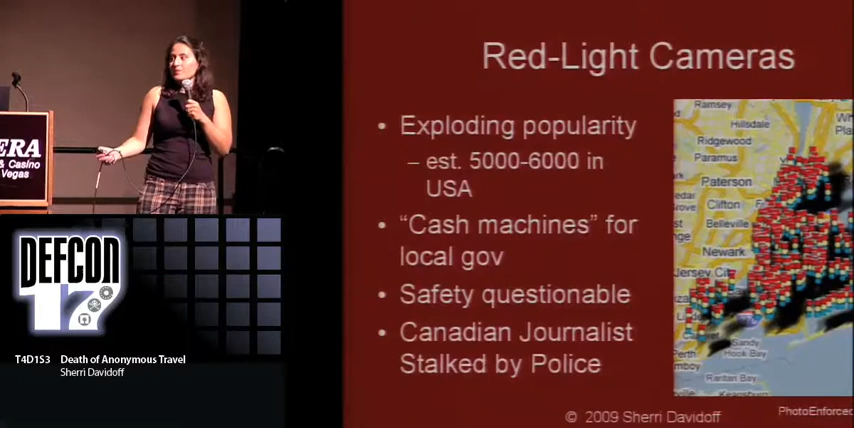 ERA
& Casino
Vegas
DEFCON
17
T4D1S3 Death of Anonymous Travel
Sherri Davidoff
Red-Light Cameras
• Exploding popularity
– est. 5000-6000 in
USA
• “Cash machines” for
local gov
• Safety questionable
• Canadian Journalist
Stalked by Police
Ramsey
Hillsdale
Ridgewood
Paramus
Paterson
Clifton
Belleville
Newark
Jersey City
Perth
Sandy
Hook Bay
Raritan Bay
© 2009 Sherri Davidoff
PhotoEnforced